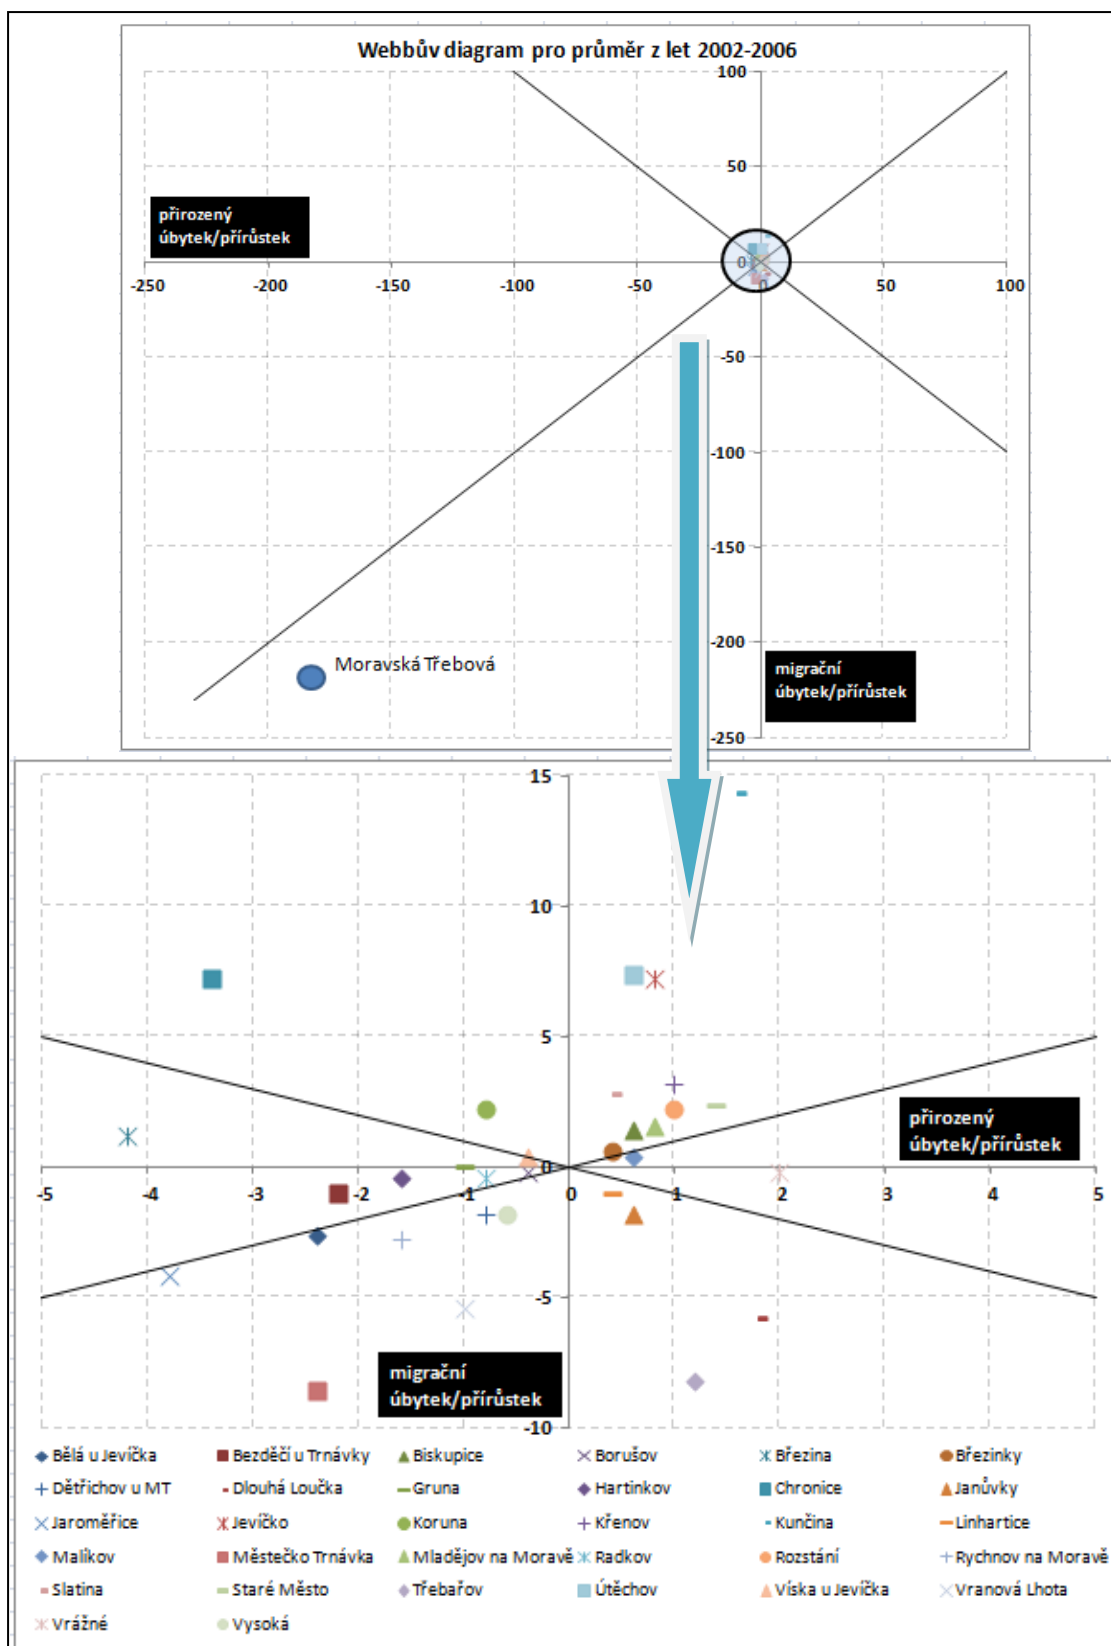 Webbův diagram pro průměr z let 2002-2006
100
50
přirozený
úbytek/přírůstek
0
-250 -200 -150 -100 -50 0 50 100
-50
-100
-150
-200
Moravská Třebová
migrační
úbytek/přírůstek
-250
15
10
5
přirozený
úbytek/přírůstek
0
-5 -4 -3 -2 -1 0 1 2 3 4 5
-5
migrační
úbytek/přírůstek
-10
Bělá u Jevíčka Bezděčí u Trnávky Biskupice Borušov Březina Březinky
Dětřichov u MT Dlouhá Loučka Gruna Hartinkov Chronice Janůvky
Jaroměřice Jevíčko Koruna Křenov Kunčina Linhartice
Malíkov Městečko Trnávka Mladějov na Moravě Radkov Rozstání Rychnov na Moravě
Slatina Staré Město Třebařov Útěchov Víska u Jevíčka Vranová Lhota
Vrážné Vysoká